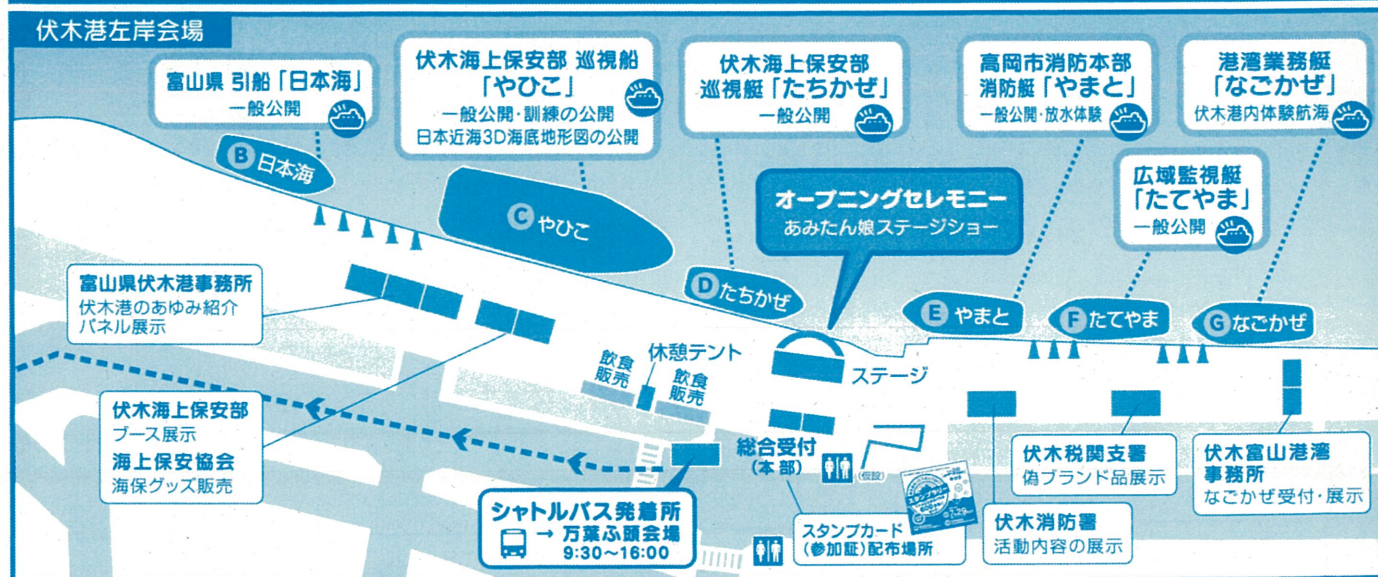 伏木港左岸会場
富山県 引船「日本海」
一般公開
伏木海上保安部 巡視船
「やひこ」
一般公開・訓練の公開
日本近海3D海底地形図の公開
伏木海上保安部
巡視艇「たちかぜ」
一般公開
高岡市消防本部
消防艇「やまと」
一般公開・放水体験
港湾業務艇
「なごかぜ」
伏木港内体験航海
広域監視艇
「たてやま」
一般公開
オープニングセレモニー
あみたん娘ステージショー
B 日本海
C やひこ
D たちかぜ
E やまと
F たてやま
G なごかぜ
富山県伏木港事務所
伏木港のあゆみ紹介
パネル展示
伏木海上保安部
ブース展示
海上保安協会
海保グッズ販売
飲食
販売
休憩テント
飲食
販売
ステージ
総合受付
(本部)
(仮設)
シャトルバス発着所
→ 万葉ふ頭会場
9:30〜16:00
スタンプラリー
スタンプカード
(参加証)配布場所
伏木消防署
活動内容の展示
伏木税関支署
偽ブランド品展示
伏木富山港湾
事務所
なごかぜ受付・展示